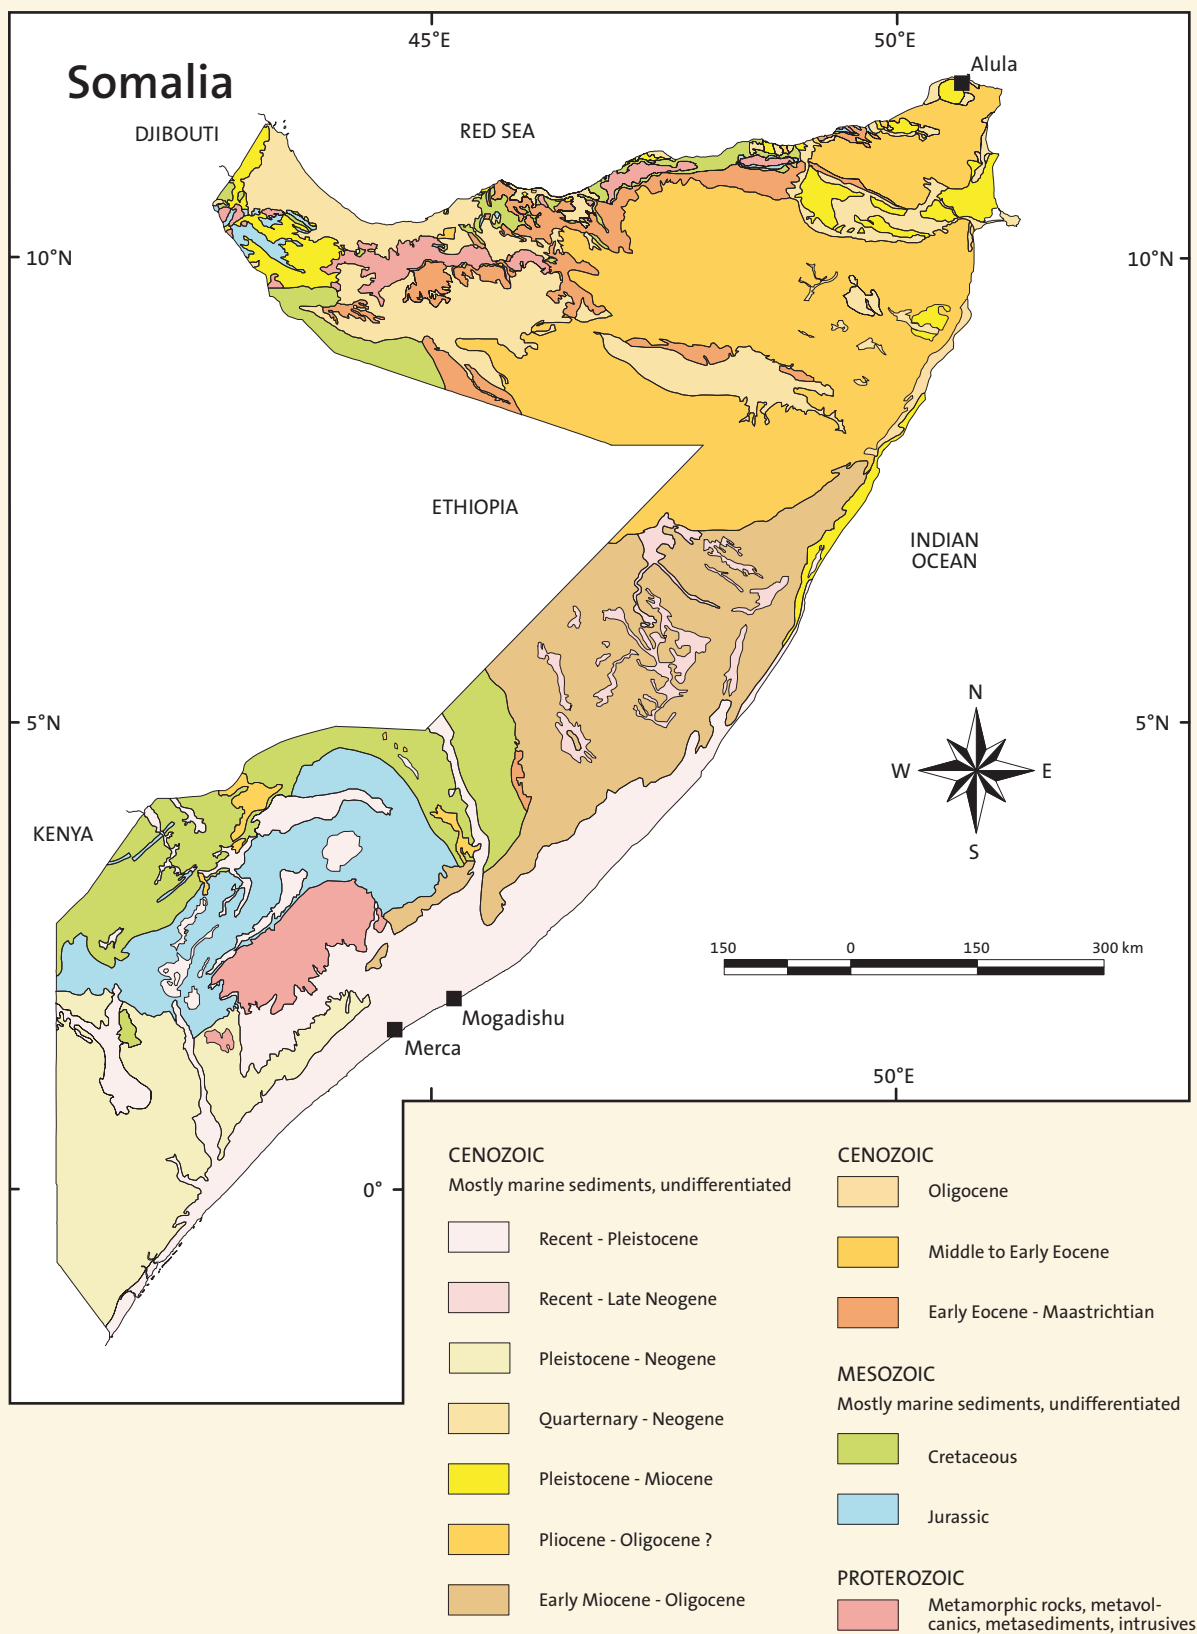 45°E
50°E
Somalia
Alula
DJIBOUTI
RED SEA
10°N
10°N
ETHIOPIA
INDIAN
OCEAN
N
5°N
5°N
W
E
S
KENYA
150
0
150
300 km
Mogadishu
Merca
50°E
0°
CENOZOIC
Mostly marine sediments, undifferentiated
Recent - Pleistocene
Recent - Late Neogene
Pleistocene - Neogene
Quarternary - Neogene
Pleistocene - Miocene
Pliocene - Oligocene ?
Early Miocene - Oligocene
CENOZOIC
Oligocene
Middle to Early Eocene
Early Eocene - Maastrichtian
MESOZOIC
Mostly marine sediments, undifferentiated
Cretaceous
Jurassic
PROTEROZOIC
Metamorphic rocks, metavol-
canics, metasediments, intrusives